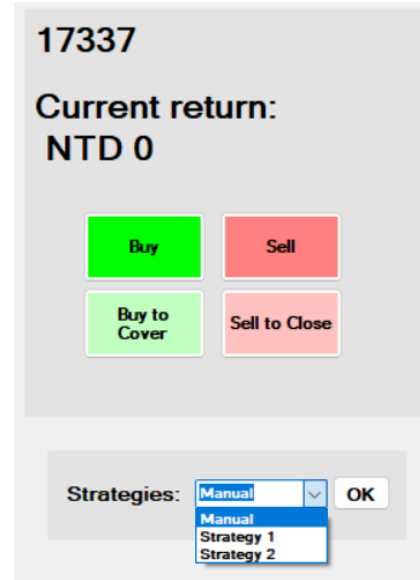 17337
Current return:
NTD 0
Buy
Sell
Buy to
Cover
Sell to Close
Strategies:
Manual
OK
Manual
Strategy 1
Strategy 2